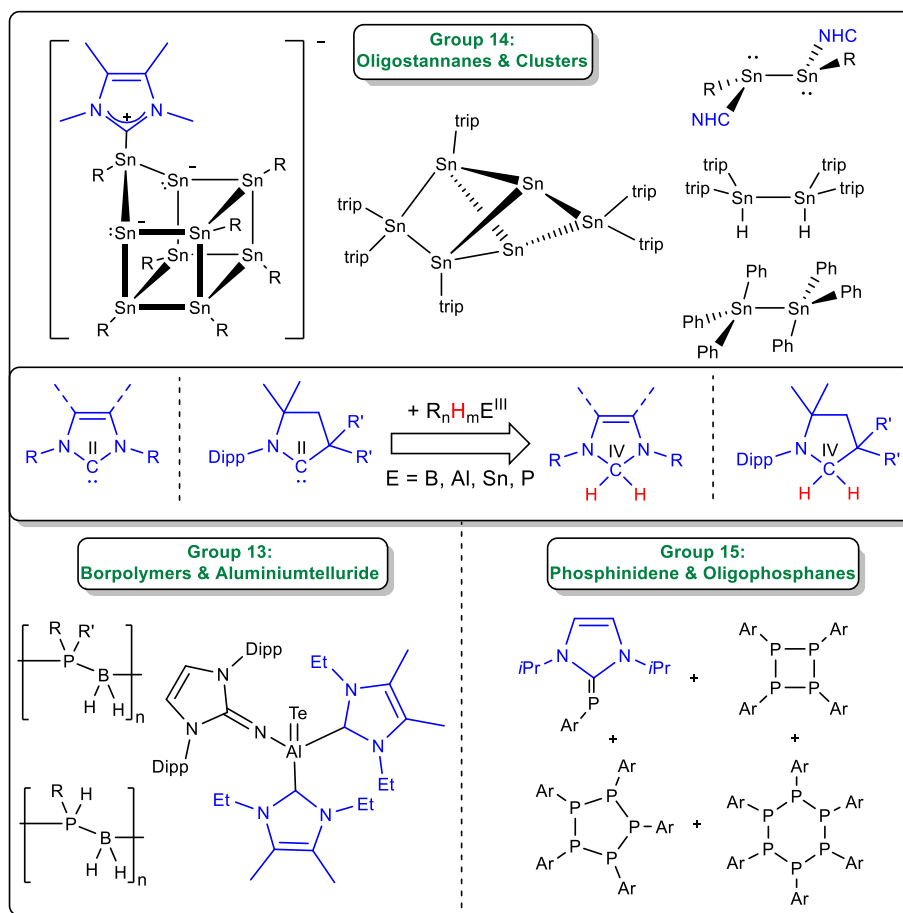 Group 14:
Oligostannanes & Clusters
−
N
N
+
Sn
R
:Sn
−
Sn
R
:Sn
−
Sn
R
R
Sn
Sn
R
Sn
Sn
R
R
trip
Sn
Sn
trip
Sn
trip
Sn
Sn
trip
Sn
trip
trip
NHC
R
Sn
Sn
R
NHC
trip
trip
trip
trip
Sn
Sn
H
H
Ph
Ph
Sn
Sn
Ph
Ph
Ph
Ph
N
II
N
R
C
R
N
II
R'
Dipp
C
R'
+ RnHmEIII
E = B, Al, Sn, P
N
IV
N
R
C
R
H
H
N
IV
R'
R'
Dipp
C
H
H
Group 13:
Borpolymers & Aluminiumtelluride
R
R'
P
B
H
H
n
R
H
P
B
H
H
n
Dipp
N
N
N
Dipp
Te
Al
Et
N
N
Et
Et
N
N
Et
Group 15:
Phosphinidene & Oligophosphanes
iPr
N
N
iPr
P
Ar
+
Ar
Ar
P
P
P
P
Ar
Ar
+
+
Ar
Ar
P
P
P
Ar
P
P
Ar
Ar
+
Ar
Ar
P
Ar
P
P
P
P
Ar
P
Ar
Ar